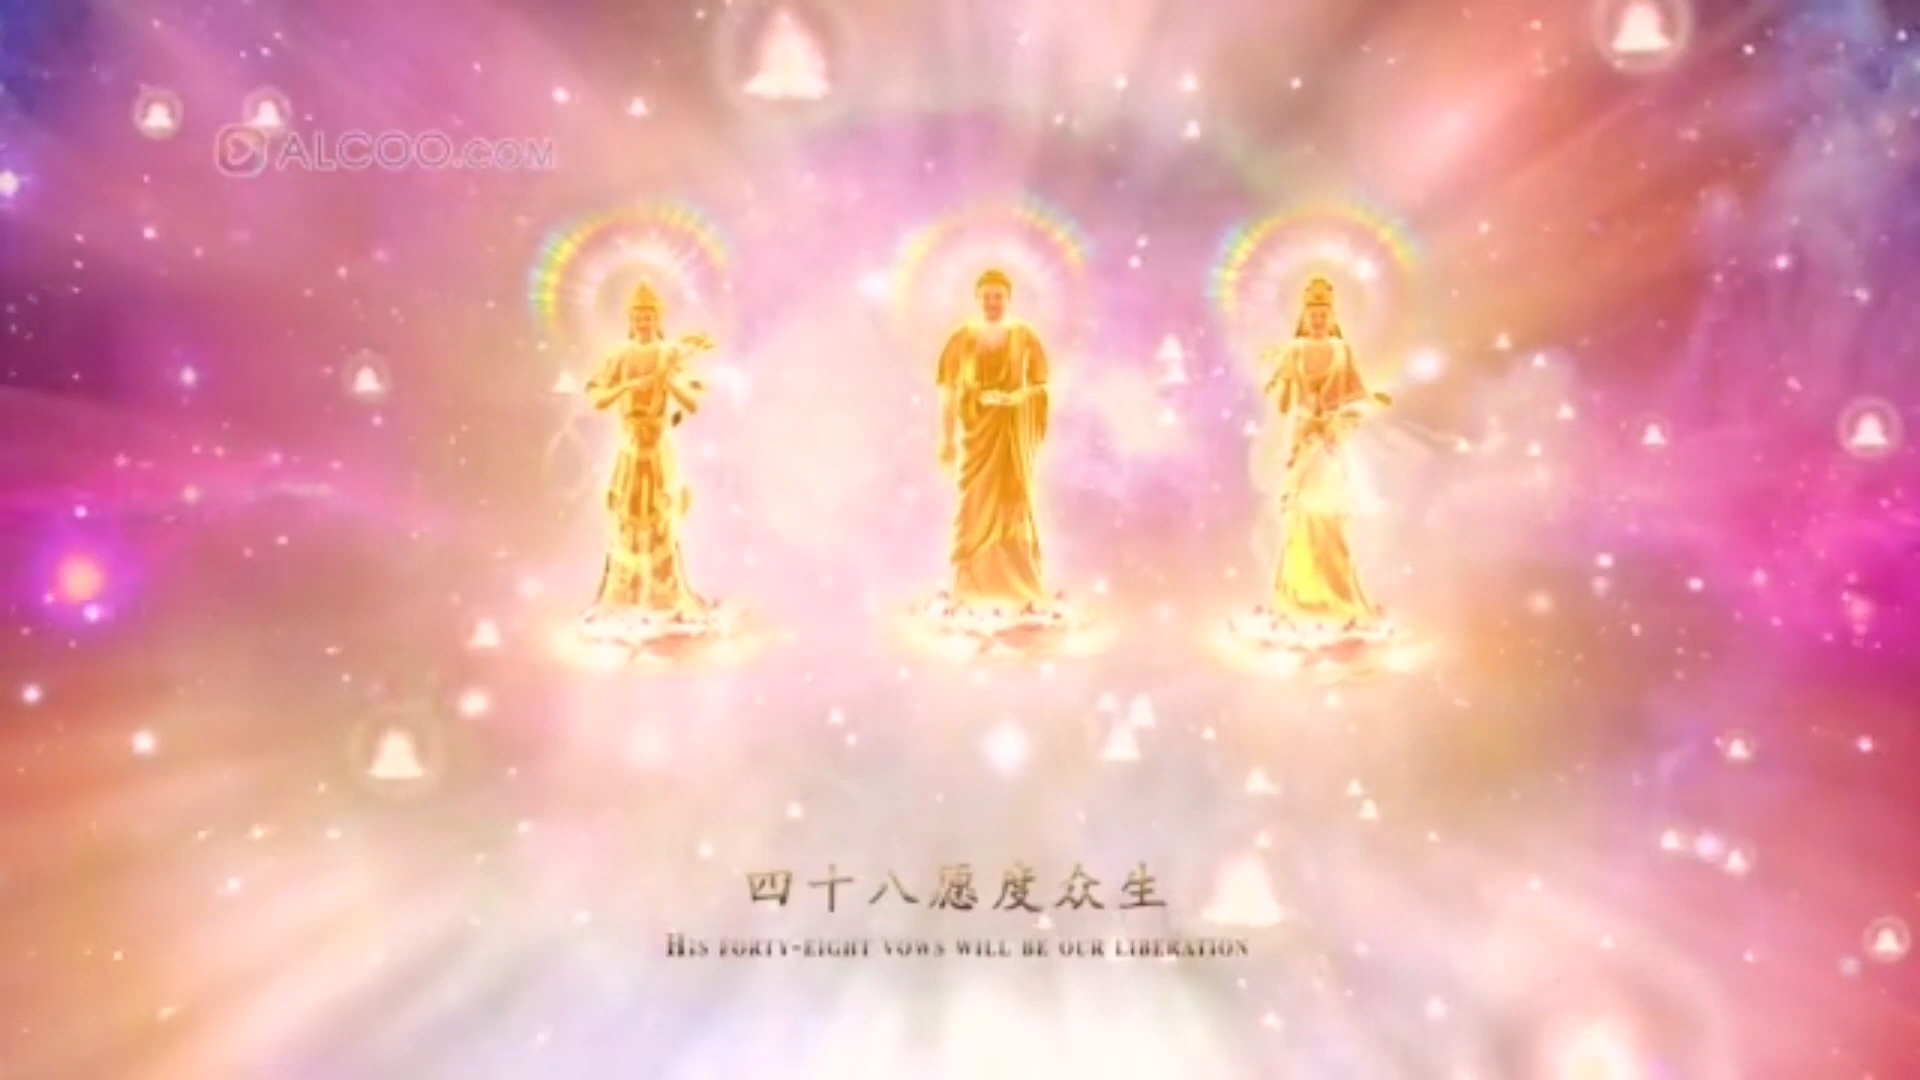 ALCOO.COM
四十八愿度众生
HIS FORTY-EIGHT VOWS WILL BE OUR LIBERATION